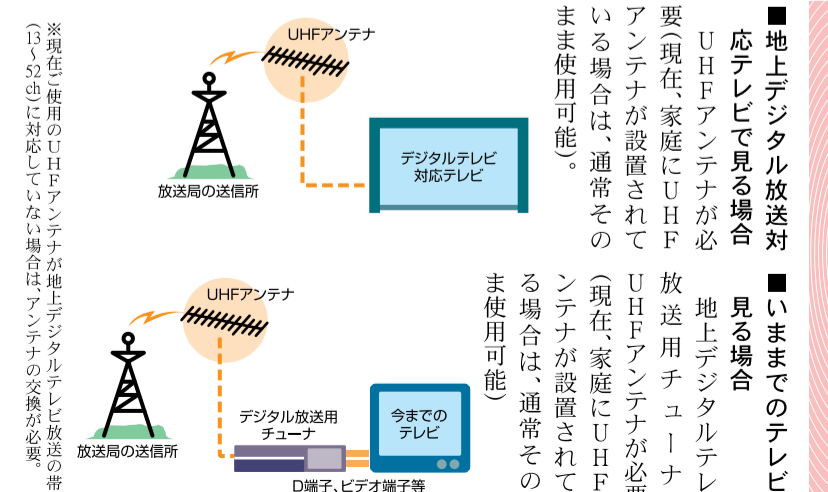 ■地上デジタル放送対
応テレビで見る場合
UHFアンテナが必
要(現在、家庭にUHF
アンテナが設置されて
いる場合は、通常その
まま使用可能)。
UHFアンテナ
放送局の送信所
デジタルテレビ
対応テレビ
■いままでのテレビ
見る場合
地上デジタルテレ
放送用チューナ
UHFアンテナが必要
(現在、家庭にUHF
ンテナが設置されて
る場合は、通常その
ま使用可能)
UHFアンテナ
放送局の送信所
デジタル放送用
チューナ
今までの
テレビ
D端子、ビデオ端子等
※現在ご使用のUHFアンテナが地上デジタルテレビ放送の帯
(13〜52ch)に対応していない場合は、アンテナの交換が必要。